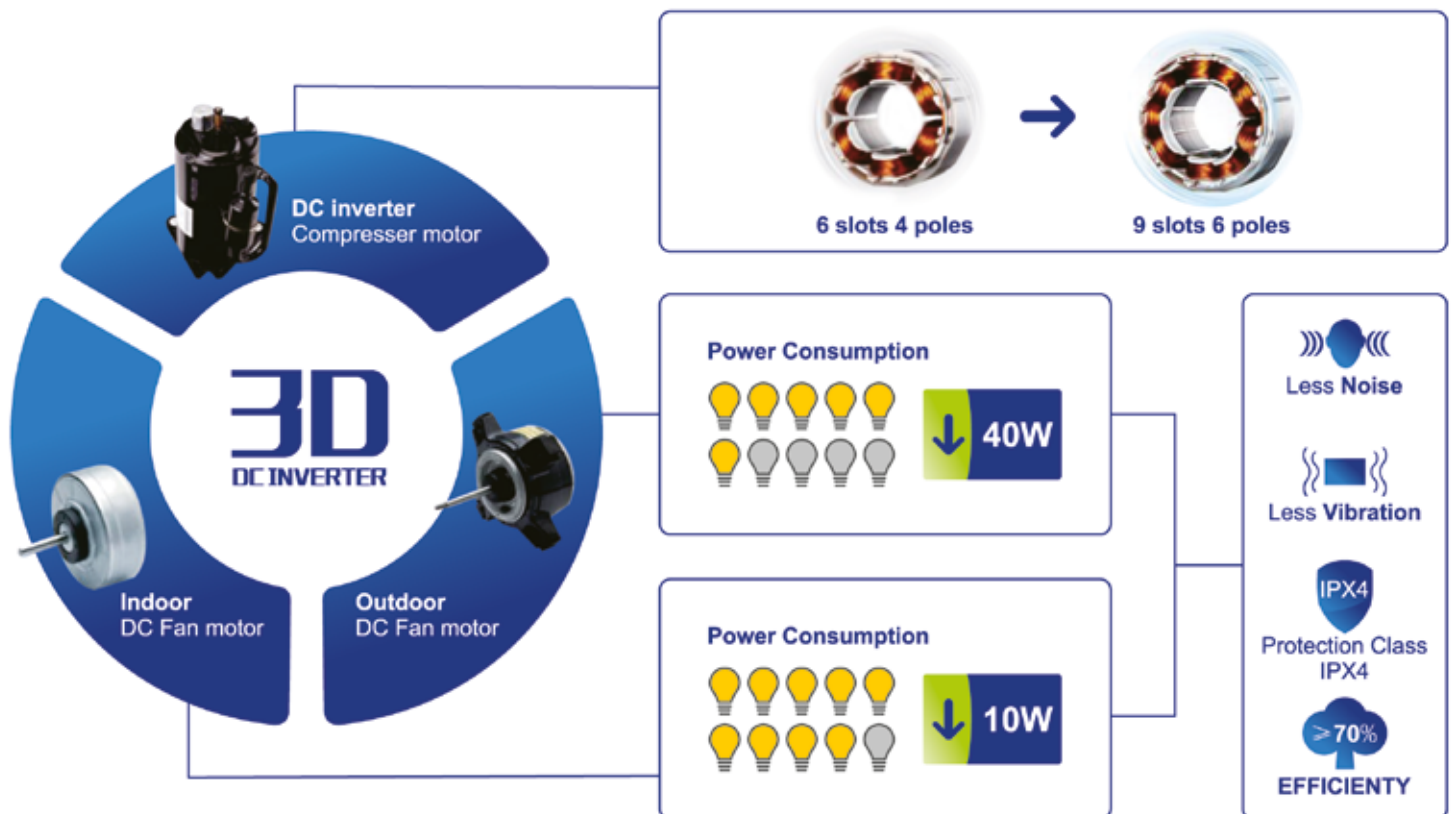 DC inverter
Compresser motor
3D
DC INVERTER
Indoor
DC Fan motor
Outdoor
DC Fan motor
6 slots 4 poles
9 slots 6 poles
Power Consumption
40W
Power Consumption
10W
Less Noise
Less Vibration
IPX4
Protection Class
IPX4
≥70%
EFFICIENTY